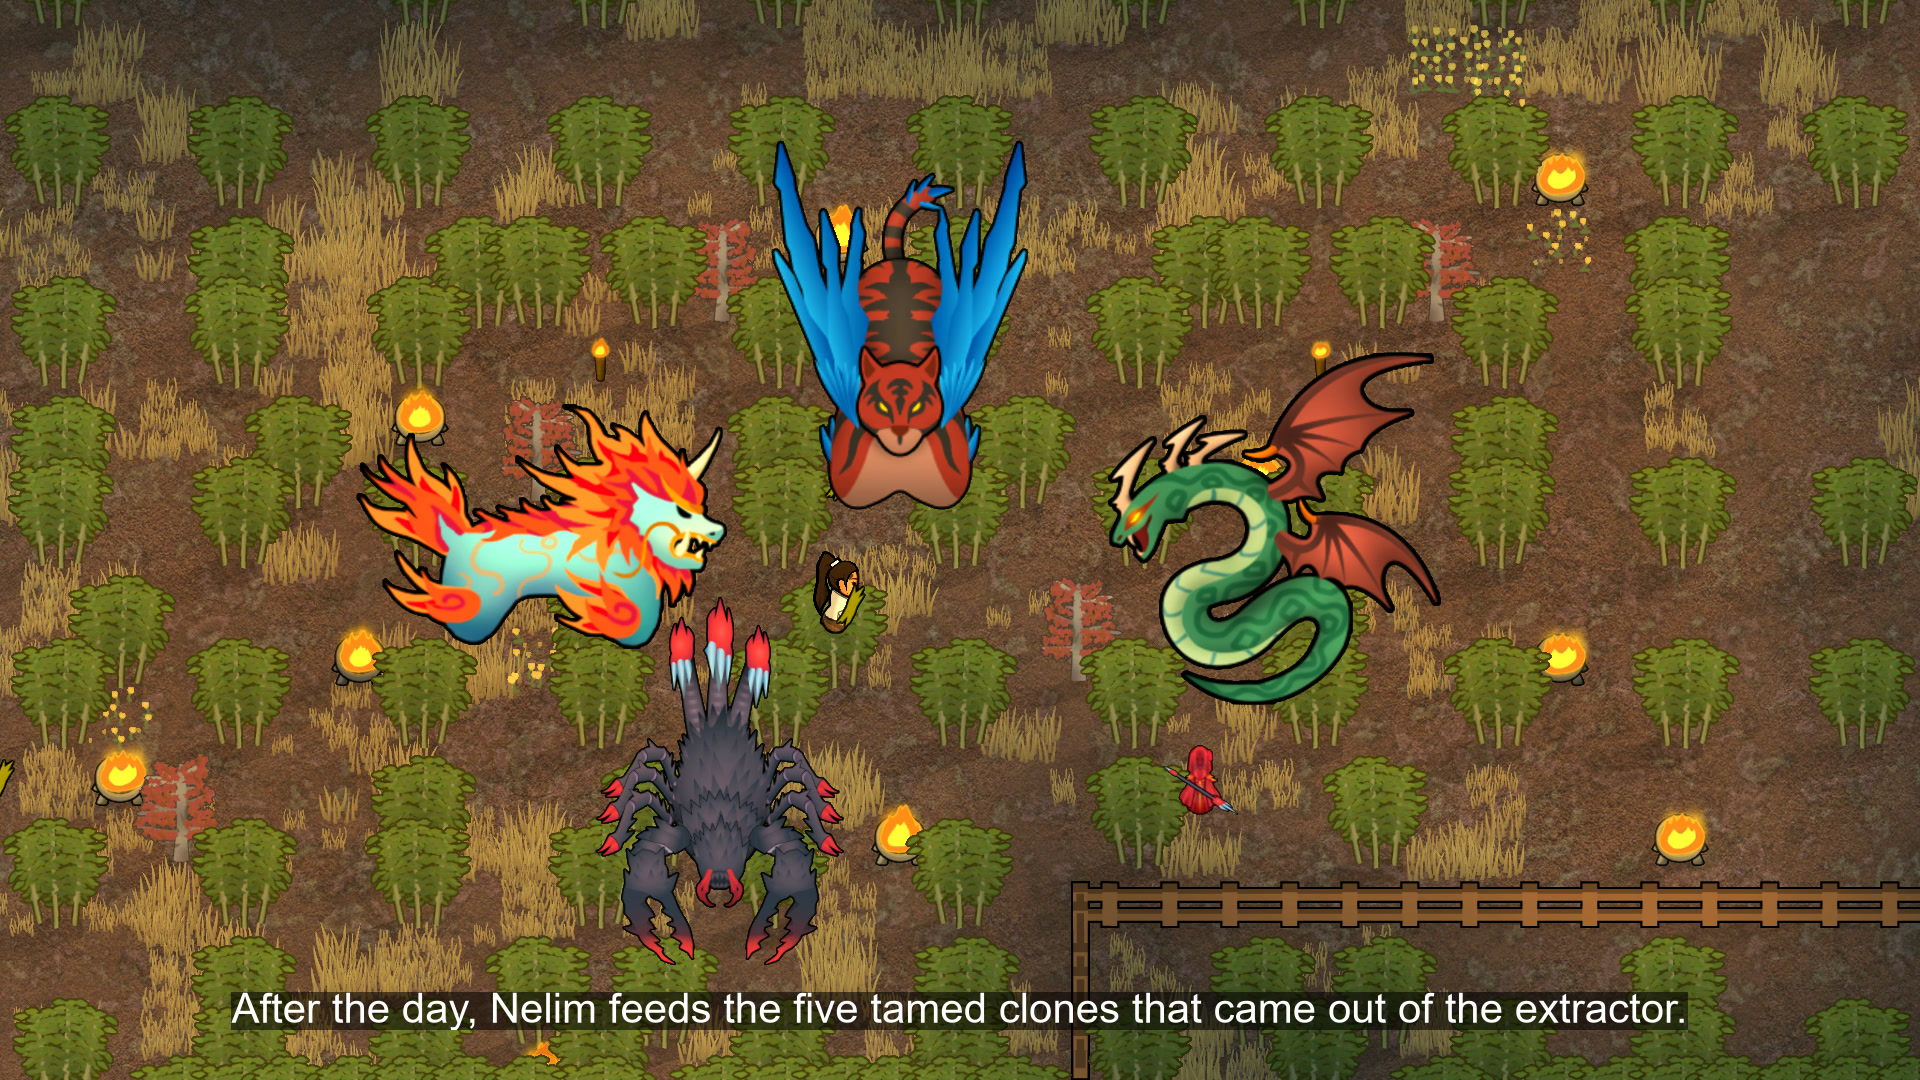 After the day, Nelim feeds the five tamed clones that came out of the extractor.